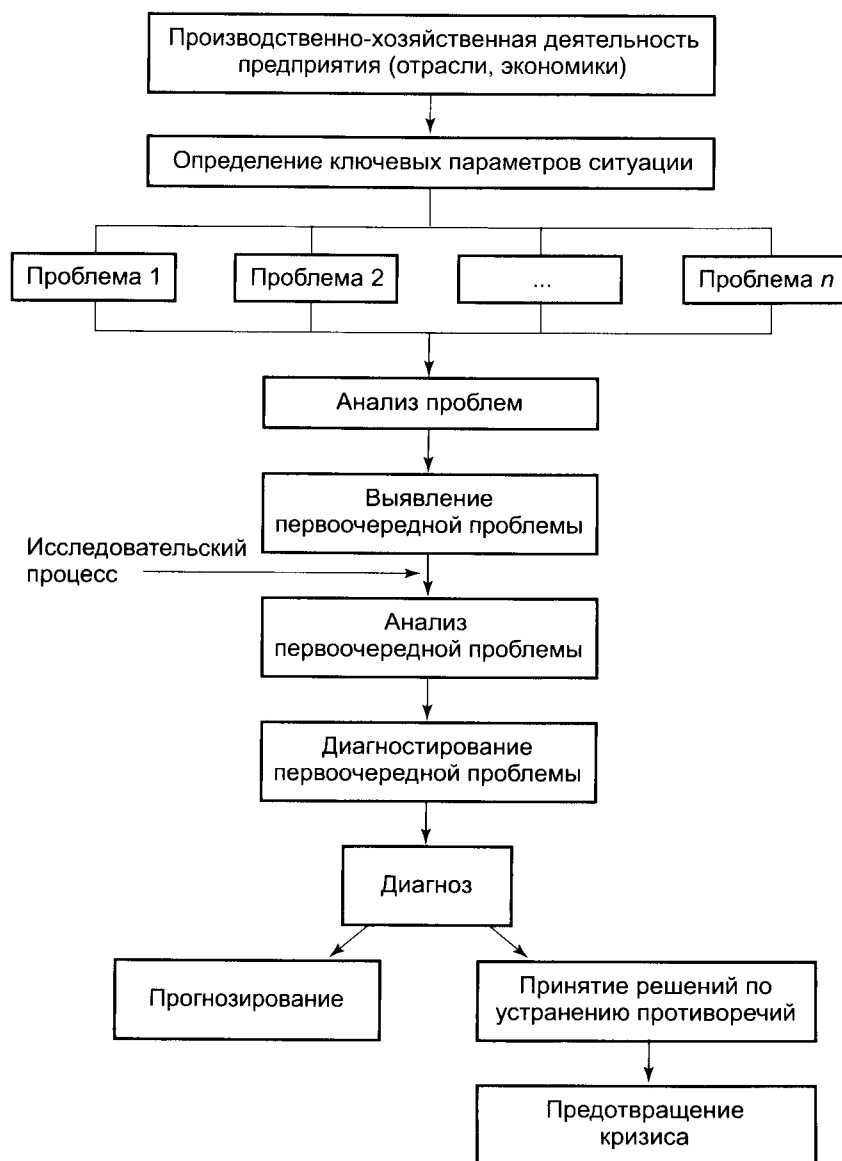 Производственно-хозяйственная деятельность
предприятия (отрасли, экономики)
Определение ключевых параметров ситуации
Проблема 1
Проблема 2
...
Проблема n
Анализ проблем
Выявление
первоочередной проблемы
Исследовательский
процесс
Анализ
первоочередной проблемы
Диагностирование
первоочередной проблемы
Диагноз
Прогнозирование
Принятие решений по
устранению противоречий
Предотвращение
кризиса